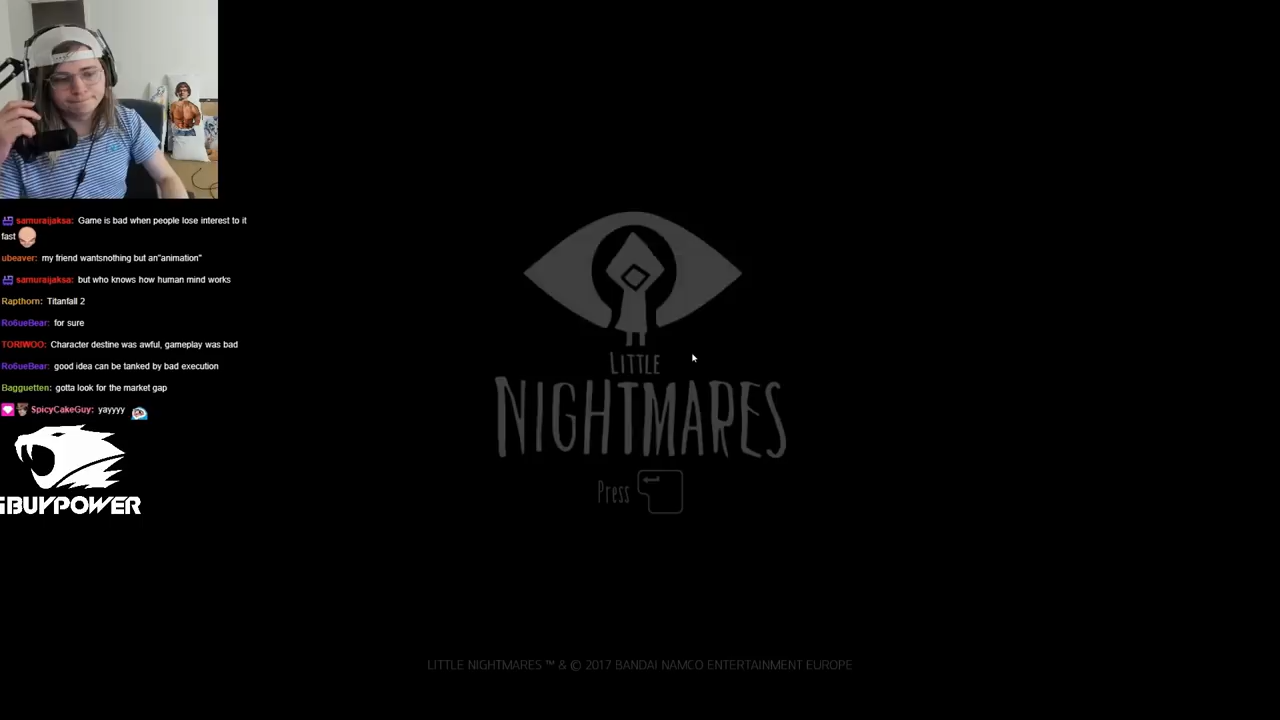 samuraijaksa: Game is bad when people lose interest to it
fast
ubeaver: my friend wantsnothing but an"animation"
samuraijaksa: but who knows how human mind works
Rapthorn: Titanfall 2
Ro6ueBear: for sure
TORIWOO: Character destine was awful, gameplay was bad
Ro6ueBear: good idea can be tanked by bad execution
Bagguetten: gotta look for the market gap
SpicyCakeGuy: yayyyy
iBUYPOWER
LITTLE
NIGHTMARES
Press
LITTLE NIGHTMARES ™ & © 2017 BANDAI NAMCO ENTERTAINMENT EUROPE